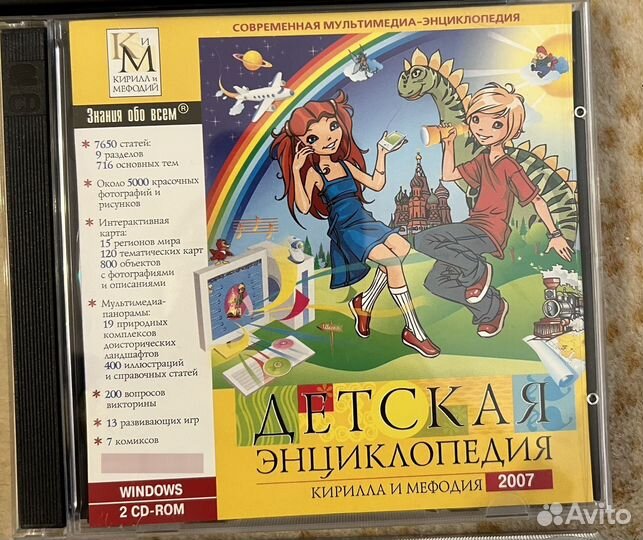 СОВРЕМЕННАЯ МУЛЬТИМЕДИА-ЭНЦИКЛОПЕДИЯ
К И
М
КИРИЛЛ И
МЕФОДИЙ
Знания обо всем®
* 7650 статей:
9 разделов
716 основных тем
* Около 5000 красочных
фотографий и
рисунков
* Интерактивная
карта:
15 регионов мира
120 тематических карт
800 объектов
с фотографиями
и описаниями
* Мультимедиа-
панорамы:
19 природных
комплексов
доисторических
ландшафтов
400 иллюстраций
и справочных статей
* 200 вопросов
викторины
* 13 развивающих игр
* 7 комиксов
WINDOWS
2 CD-ROM
ДЕТСКАЯ
ЭНЦИКЛОПЕДИЯ
КИРИЛЛА И МЕФОДИЯ 2007
Avito